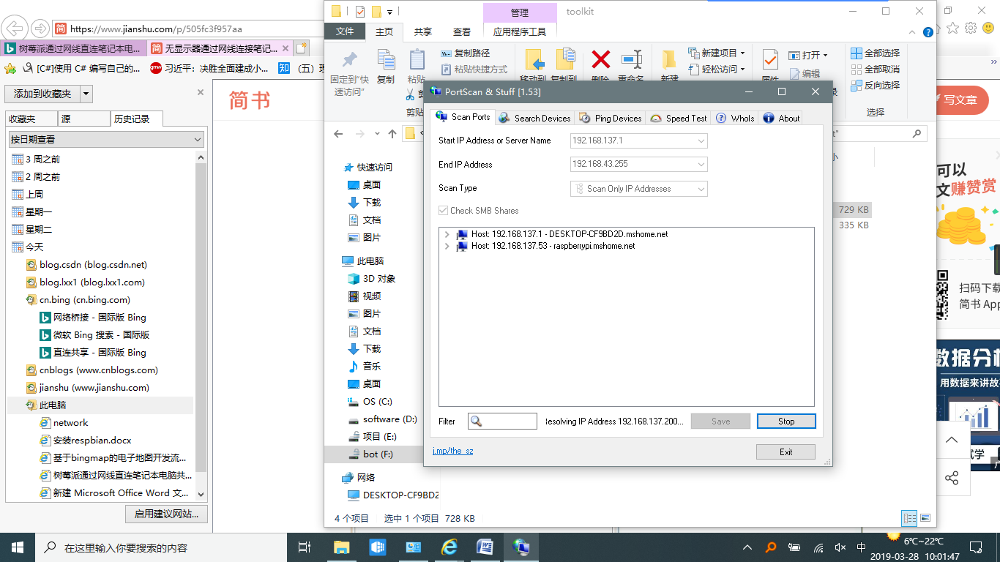 https://www.jianshu.com/p/505fc3f957aa
树莓派通过网线直连笔记本电...
无显示器通过网线连接笔记...
[C#]使用 C# 编写自己的...
习近平：决胜全面建成小...
知
（五）
添加到收藏夹
收藏夹
源
历史记录
按日期查看
3 周之前
2 周之前
上周
星期一
星期二
今天
blog.csdn (blog.csdn.net)
blog.lxx1 (blog.lxx1.com)
cn.bing (cn.bing.com)
网络桥接 - 国际版 Bing
微软 Bing 搜索 - 国际版
直连共享 - 国际版 Bing
cnblogs (www.cnblogs.com)
jianshu (www.jianshu.com)
此电脑
network
安装respbian.docx
基于bingmap的电子地图开发流...
树莓派通过网线直连笔记本电脑共...
新建 Microsoft Office Word 文...
启用建议网站...
简书
管理
toolkit
文件
主页
共享
查看
应用程序工具
固定到"快
速访问"
复制
粘贴
复制路径
粘贴快捷方式
移动到
复制到
删除
重命名
新建
新建项目
轻松访问
属性
打开
编辑
全部选择
全部取消
反向选择
选择
快速访问
桌面
下载
文档
图片
此电脑
3D 对象
视频
图片
文档
下载
音乐
桌面
OS (C:)
software (D:)
项目 (E:)
bot (F:)
网络
DESKTOP-CF9BD2
729 KB
335 KB
4 个项目
选中 1 个项目 728 KB
PortScan & Stuff [1.53]
Scan Ports
Search Devices
Ping Devices
Speed Test
WhoIs
About
Start IP Address or Server Name
192.168.137.1
End IP Address
192.168.43.255
Scan Type
Scan Only IP Addresses
Check SMB Shares
Host: 192.168.137.1 - DESKTOP-CF9BD2D.mshome.net
Host: 192.168.137.53 - raspberrypi.mshome.net
Filter
esolving IP Address 192.168.137.200...
Save
Stop
j.mp/the_sz
Exit
写文章
可以
文赚赞赏
扫码下载
简书 App
数据分析
用数据来讲故
在这里输入你要搜索的内容
中
6℃~22℃
2019-03-28 10:01:47